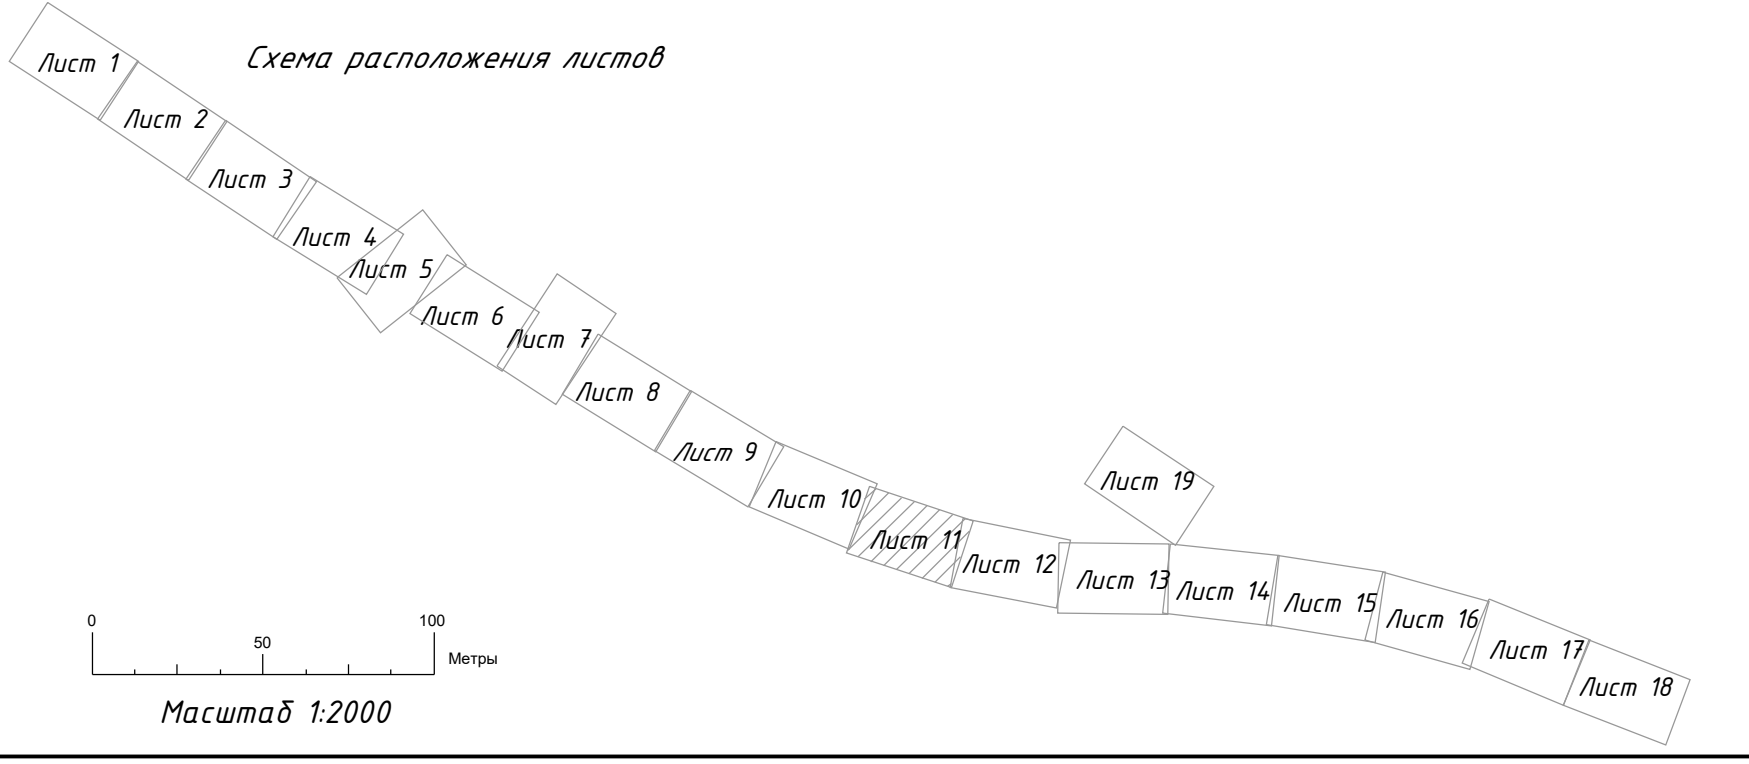 Схема расположения листов
Лист 1
Лист 2
Лист 3
Лист 4
Лист 5
Лист 6
Лист 7
Лист 8
Лист 9
Лист 10
Лист 11
Лист 12
Лист 13
Лист 19
Лист 14
Лист 15
Лист 16
Лист 17
Лист 18
0 50 100
Метры
Масштаб 1:2000